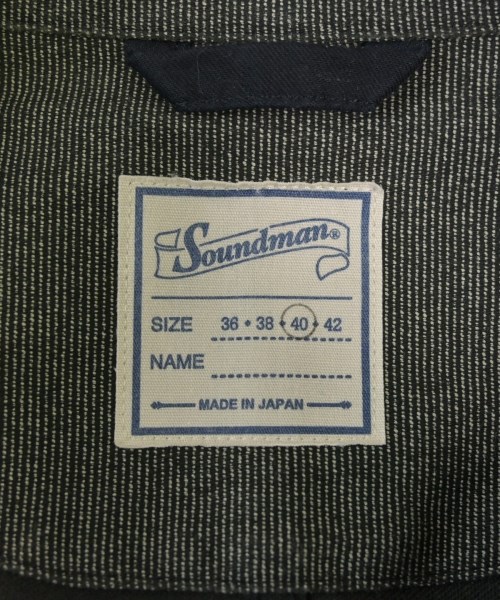 Soundman®
SIZE 36 • 38 • 40 • 42
NAME
MADE IN JAPAN